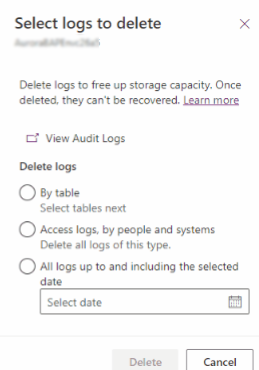 Select logs to delete
Delete logs to free up storage capacity. Once
deleted, they can't be recovered. Learn more
View Audit Logs
Delete logs
By table
Select tables next
Access logs, by people and systems
Delete all logs of this type.
All logs up to and including the selected
date
Select date
Delete
Cancel